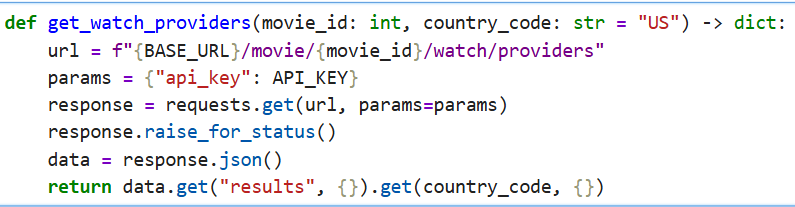 def get_watch_providers(movie_id: int, country_code: str = "US") -> dict:
    url = f"{BASE_URL}/movie/{movie_id}/watch/providers"
    params = {"api_key": API_KEY}
    response = requests.get(url, params=params)
    response.raise_for_status()
    data = response.json()
    return data.get("results", {}).get(country_code, {})